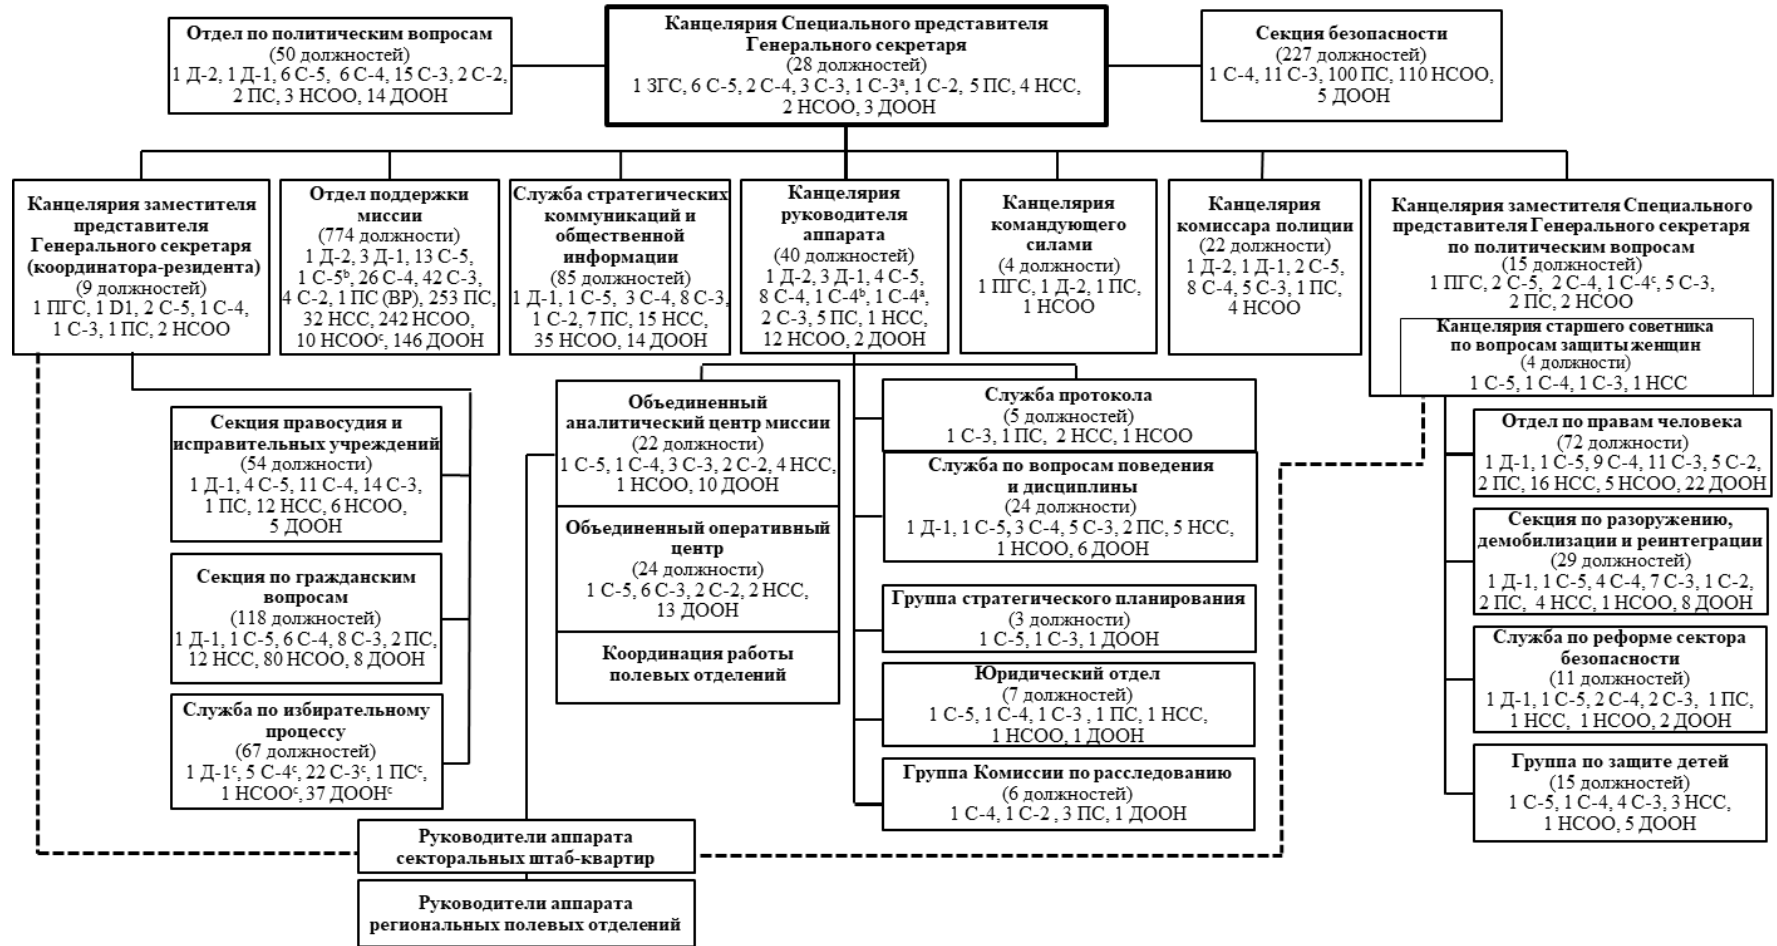 Отдел по политическим вопросам
(50 должностей)
1 Д-2, 1 Д-1, 6 С-5, 6 С-4, 15 С-3, 2 С-2,
2 ПС, 3 НСОО, 14 ДООН
Канцелярия Специального представителя
Генерального секретаря
(28 должностей)
1 ЗГС, 6 С-5, 2 С-4, 3 С-3, 1 С-3ᵃ, 1 С-2, 5 ПС, 4 НСС,
2 НСОО, 3 ДООН
Секция безопасности
(227 должностей)
1 С-4, 11 С-3, 100 ПС, 110 НСОО,
5 ДООН
Канцелярия заместителя
представителя
Генерального секретаря
(координатора-резидента)
(9 должностей)
1 ПГС, 1 D1, 2 С-5, 1 С-4,
1 С-3, 1 ПС, 2 НСОО
Отдел поддержки
миссии
(774 должности)
1 Д-2, 3 Д-1, 13 С-5,
1 С-5ᵇ, 26 С-4, 42 С-3,
4 С-2, 1 ПС (ВР), 253 ПС,
32 НСС, 242 НСОО,
10 НСООᶜ, 146 ДООН
Служба стратегических
коммуникаций и
общественной
информации
(85 должностей)
1 Д-1, 1 С-5, 3 С-4, 8 С-3,
1 С-2, 7 ПС, 15 НСС,
35 НСОО, 14 ДООН
Канцелярия
руководителя
аппарата
(40 должностей)
1 Д-2, 3 Д-1, 4 С-5,
8 С-4, 1 С-4ᵇ, 1 С-4ᵃ,
2 С-3, 5 ПС, 1 НСС,
12 НСОО, 2 ДООН
Канцелярия
командующего
силами
(4 должности)
1 ПГС, 1 Д-2, 1 ПС,
1 НСОО
Канцелярия
комиссара полиции
(22 должности)
1 Д-2, 1 Д-1, 2 С-5,
8 С-4, 5 С-3, 1 ПС,
4 НСОО
Канцелярия заместителя Специального
представителя Генерального секретаря
по политическим вопросам
(15 должностей)
1 ПГС, 2 С-5, 2 С-4, 1 С-4ᶜ, 5 С-3,
2 ПС, 2 НСОО
Канцелярия старшего советника
по вопросам защиты женщин
(4 должности)
1 С-5, 1 С-4, 1 С-3, 1 НСС
Секция правосудия и
исправительных учреждений
(54 должности)
1 Д-1, 4 С-5, 11 С-4, 14 С-3,
1 ПС, 12 НСС, 6 НСОО,
5 ДООН
Секция по гражданским
вопросам
(118 должностей)
1 Д-1, 1 С-5, 6 С-4, 8 С-3, 2 ПС,
12 НСС, 80 НСОО, 8 ДООН
Служба по избирательному
процессу
(67 должностей)
1 Д-1ᶜ, 5 С-4ᶜ, 22 С-3ᶜ, 1 ПСᶜ,
1 НСООᶜ, 37 ДООНᶜ
Объединенный
аналитический центр миссии
(22 должности)
1 С-5, 1 С-4, 3 С-3, 2 С-2, 4 НСС,
1 НСОО, 10 ДООН
Объединенный оперативный
центр
(24 должности)
1 С-5, 6 С-3, 2 С-2, 2 НСС,
13 ДООН
Координация работы
полевых отделений
Служба протокола
(5 должностей)
1 С-3, 1 ПС, 2 НСС, 1 НСОО
Служба по вопросам поведения
и дисциплины
(24 должности)
1 Д-1, 1 С-5, 3 С-4, 5 С-3, 2 ПС, 5 НСС,
1 НСОО, 6 ДООН
Группа стратегического планирования
(3 должности)
1 С-5, 1 С-3, 1 ДООН
Юридический отдел
(7 должностей)
1 С-5, 1 С-4, 1 С-3 , 1 ПС, 1 НСС,
1 НСОО, 1 ДООН
Группа Комиссии по расследованию
(6 должностей)
1 С-4, 1 С-2 , 3 ПС, 1 ДООН
Отдел по правам человека
(72 должности)
1 Д-1, 1 С-5, 9 С-4, 11 С-3, 5 С-2,
2 ПС, 16 НСС, 5 НСОО, 22 ДООН
Секция по разоружению,
демобилизации и реинтеграции
(29 должностей)
1 Д-1, 1 С-5, 4 С-4, 7 С-3, 1 С-2,
2 ПС, 4 НСС, 1 НСОО, 8 ДООН
Служба по реформе сектора
безопасности
(11 должностей)
1 Д-1, 1 С-5, 2 С-4, 2 С-3, 1 ПС,
1 НСС, 1 НСОО, 2 ДООН
Группа по защите детей
(15 должностей)
1 С-5, 1 С-4, 4 С-3, 3 НСС,
1 НСОО, 5 ДООН
Руководители аппарата
секторальных штаб-квартир
Руководители аппарата
региональных полевых отделений